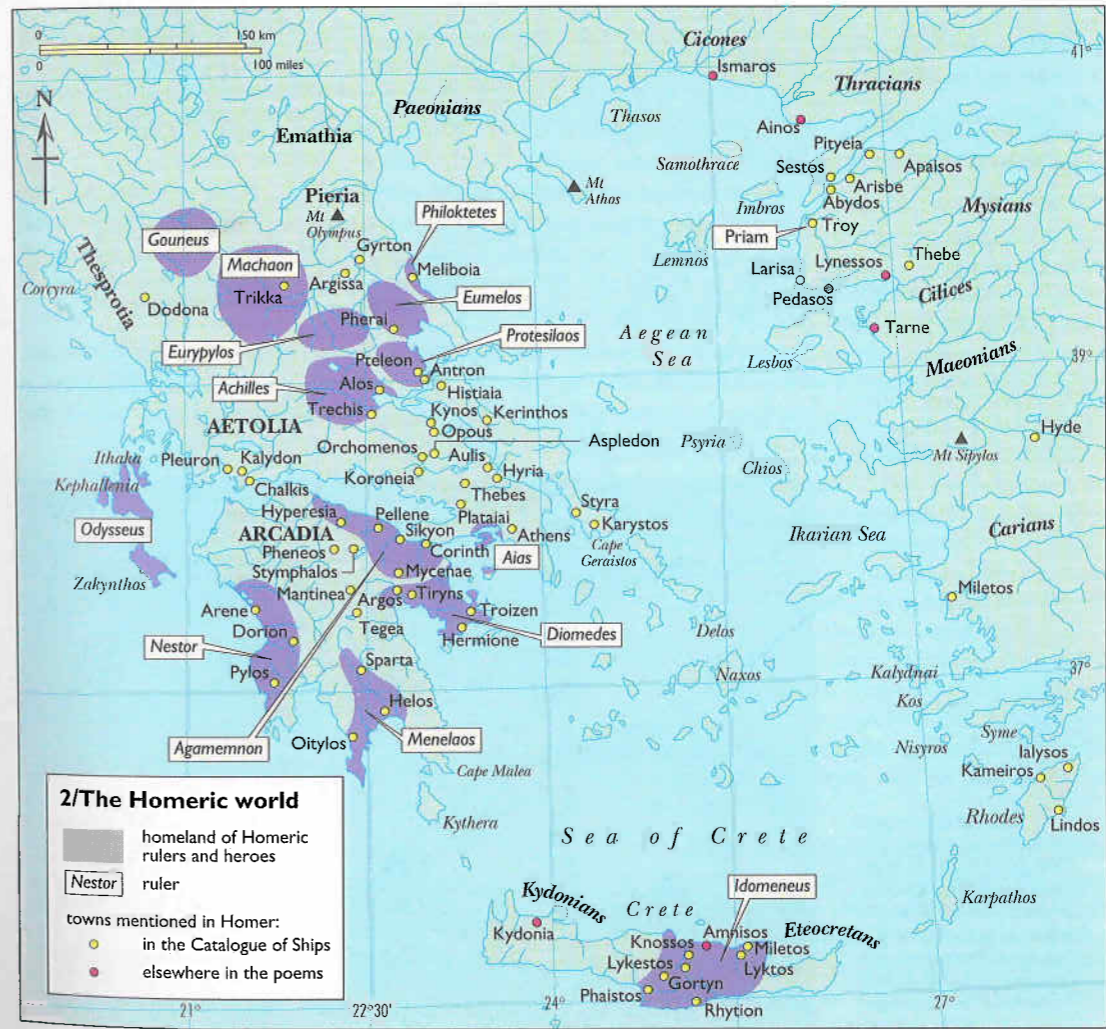 0 150 km
0 100 miles
N
Cicones
Ismaros
41°
Thracians
Paeonians
Thasos
Ainos
Emathia
Pityeia
Samothrace
Sestos
Apaisos
Arisbe
Mt
Athos
Pieria
Mt
Olympus
Philoktetes
Imbros
Abydos
Mysians
Gouneus
Gyrton
Priam
Troy
Thesprotia
Machaon
Argissa
Meliboia
Lemnos
Larisa
Lynessos
Thebe
Corcyra
Trikka
Eumelos
Pedasos
Cilices
Dodona
Pherai
Aegean
Sea
Tarne
Protesilaos
Eurypylos
Pteleon
Lesbos
Maeonians
39°
Antron
Achilles
Alos
Histiaia
Trechis
Kynos
Kerinthos
AETOLIA
Opous
Psyria
Hyde
Orchomenos
Aspledon
Mt Sipylos
Ithaka
Pleuron
Kalydon
Aulis
Chios
Kephallenia
Koroneia
Hyria
Chalkis
Thebes
Hyperesia
Pellene
Plataiai
Styra
Odysseus
Sikyon
Athens
Karystos
Ikarian Sea
Carians
ARCADIA
Corinth
Aias
Cape
Geraistos
Pheneos
Stymphalos
Zakynthos
Mycenae
Mantinea
Tiryns
Miletos
Arene
Argos
Troizen
Dorion
Tegea
Hermione
Diomedes
Delos
Nestor
Sparta
Naxos
Kalydnai
37°
Pylos
Kos
Helos
Agamemnon
Oitylos
Menelaos
Nisyros
Syme
Ialysos
Cape Malea
Kameiros
Kythera
Rhodes
Lindos
2/The Homeric world
homeland of Homeric
rulers and heroes
Nestor ruler
towns mentioned in Homer:
in the Catalogue of Ships
elsewhere in the poems
Sea of Crete
Idomeneus
Karpathos
Kydonians
Crete
Eteocretans
Kydonia
Amnisos
Knossos
Miletos
Lykestos
Lyktos
Gortyn
Phaistos
Rhytion
21°
22°30'
24°
27°